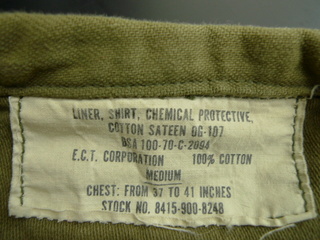 LINER, SHIRT, CHEMICAL PROTECTIVE,
COTTON SATEEN OG-107
DSA 100-70-C-2094
E.C.T. CORPORATION 100% COTTON
MEDIUM
CHEST: FROM 37 TO 41 INCHES
STOCK NO. 8415-900-8248